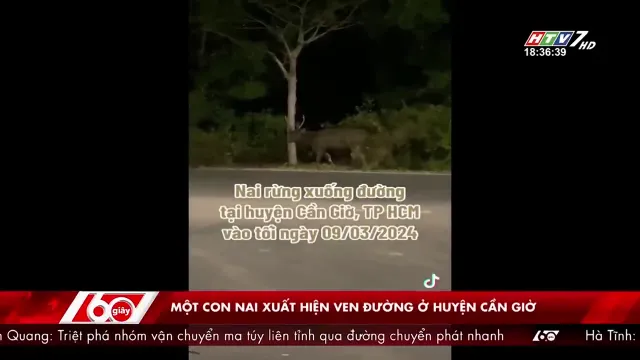 HTV7HD
18:36:39
Nai rừng xuống đường
tại huyện Cần Giờ, TP HCM
vào tối ngày 09/03/2024
60 giây
MỘT CON NAI XUẤT HIỆN VEN ĐƯỜNG Ở HUYỆN CẦN GIỜ
n Quang: Triệt phá nhóm vận chuyển ma túy liên tỉnh qua đường chuyển phát nhanh 60 Hà Tĩnh: